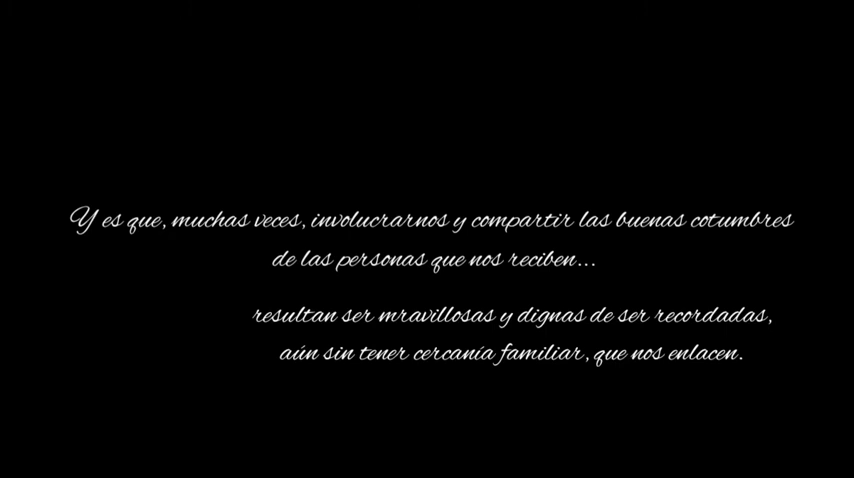 Y es que, muchas veces, involucrarnos y compartir las buenas cotumbres
de las personas que nos reciben...
resultan ser mravillosas y dignas de ser recordadas,
aún sin tener cercanía familiar, que nos enlacen.